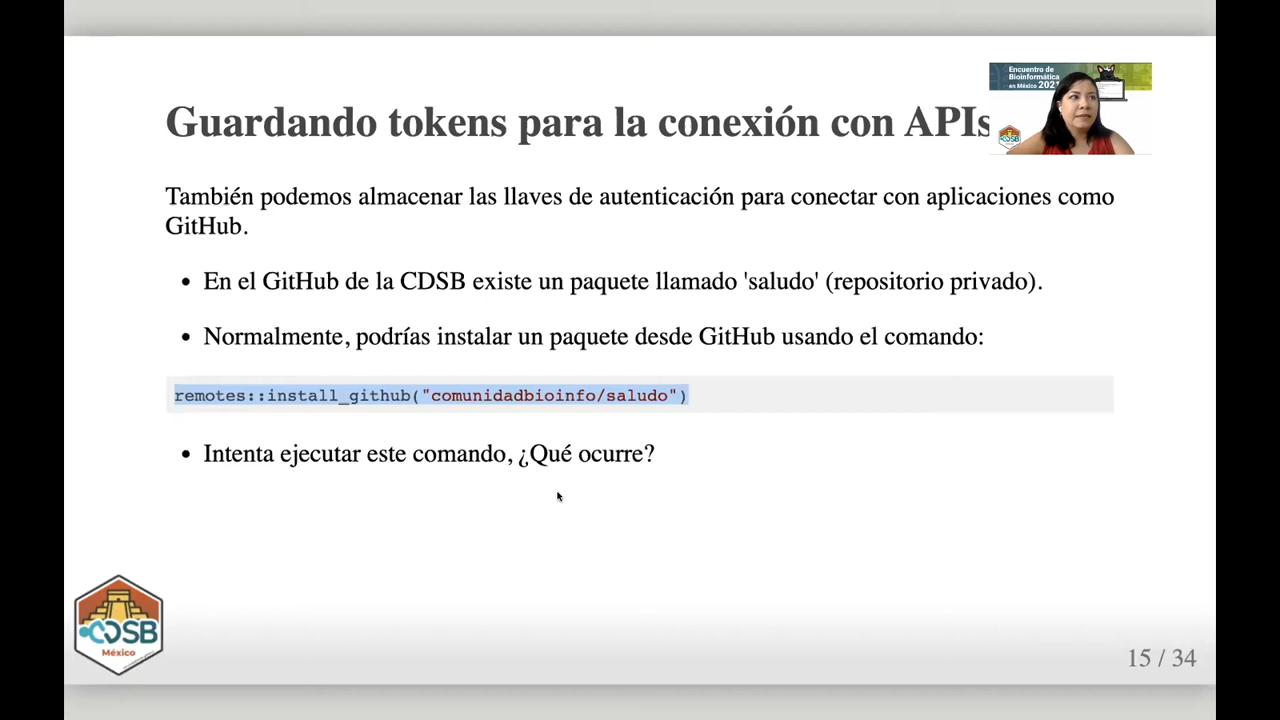 Encuentro de
Bioinformática
en México 2021
Guardando tokens para la conexión con APIs
CDSB
También podemos almacenar las llaves de autenticación para conectar con aplicaciones como
GitHub.
En el GitHub de la CDSB existe un paquete llamado 'saludo' (repositorio privado).
Normalmente, podrías instalar un paquete desde GitHub usando el comando:
remotes::install_github("comunidadbioinfo/saludo")
Intenta ejecutar este comando, ¿Qué ocurre?
CDSB
México
15 / 34